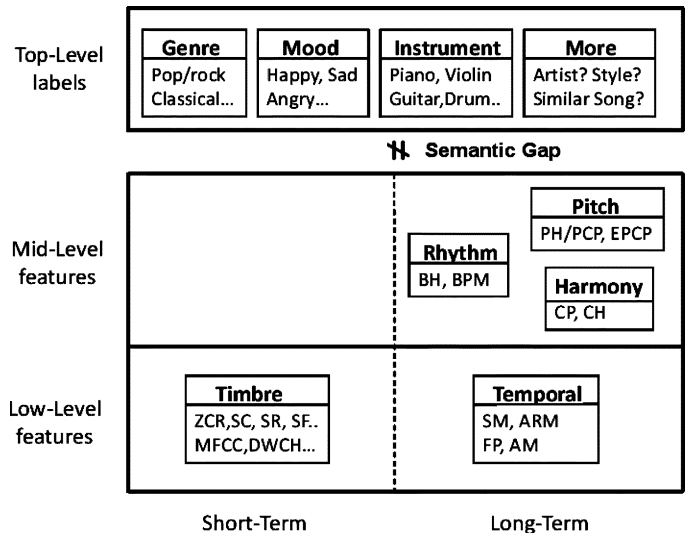 Top-Level
labels
Genre
Pop/rock
Classical...
Mood
Happy, Sad
Angry...
Instrument
Piano, Violin
Guitar,Drum..
More
Artist? Style?
Similar Song?
Semantic Gap
Mid-Level
features
Pitch
PH/PCP, EPCP
Rhythm
BH, BPM
Harmony
CP, CH
Low-Level
features
Timbre
ZCR,SC, SR, SF..
MFCC,DWCH...
Temporal
SM, ARM
FP, AM
Short-Term
Long-Term